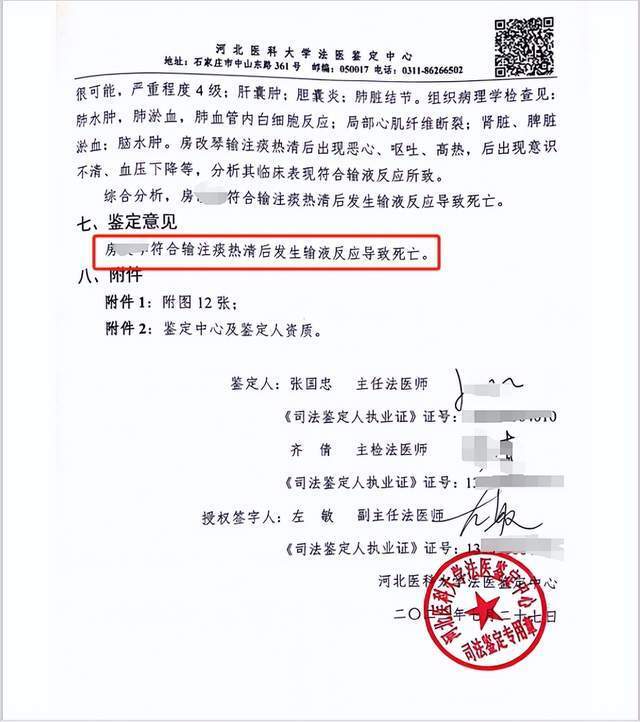 河北医科大学法医鉴定中心
地址：石家庄市中山东路 361 号 邮编：050017 电话：0311-86266502
很可能，严重程度 4 级；肝囊肿；胆囊炎；肺脏结节。组织病理学检查见：
肺水肿，肺淤血，肺血管内白细胞反应；局部心肌纤维断裂；肾脏、脾脏
淤血；脑水肿。房改琴输注痰热清后出现恶心、呕吐、高热，后出现意识
不清、血压下降等，分析其临床表现符合输液反应所致。
综合分析，房 符合输注痰热清后发生输液反应导致死亡。
七、鉴定意见
房 符合输注痰热清后发生输液反应导致死亡。
八、附件
附件 1：附图 12 张；
附件 2：鉴定中心及鉴定人资质。
鉴定人：张国忠 主任法医师
《司法鉴定人执业证》证号：
齐 倩 主检法医师
《司法鉴定人执业证》证号：1
授权签字人：左 敏 副主任法医师
《司法鉴定人执业证》证号：13
河北医科大学法医鉴定中心
二〇二 年七月二十七日
河北医科大学法医鉴定中心
司法鉴定专用章